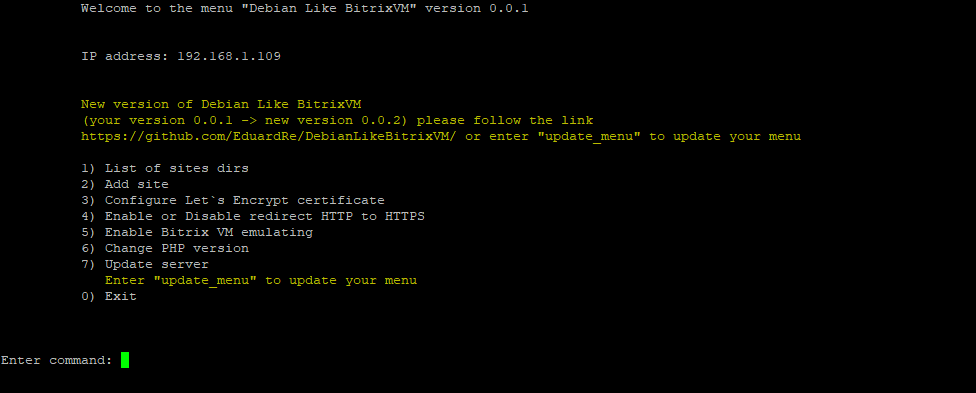 Welcome to the menu "Debian Like BitrixVM" version 0.0.1
IP address: 192.168.1.109
New version of Debian Like BitrixVM
(your version 0.0.1 -> new version 0.0.2) please follow the link
https://github.com/EduardRe/DebianLikeBitrixVM/ or enter "update_menu" to update your menu
1) List of sites dirs
2) Add site
3) Configure Let`s Encrypt certificate
4) Enable or Disable redirect HTTP to HTTPS
5) Enable Bitrix VM emulating
6) Change PHP version
7) Update server
Enter "update_menu" to update your menu
0) Exit
Enter command: